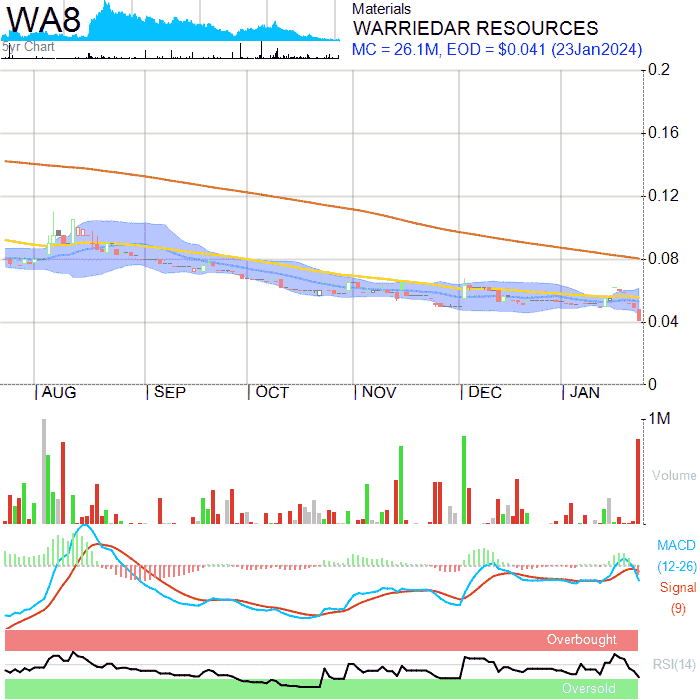 WA8
5yr Chart
Materials
WARRIEDAR RESOURCES
MC = 26.1M, EOD = $0.041 (23Jan2024)
0.2
0.16
0.12
0.08
0.04
0
AUG SEP OCT NOV DEC JAN
1M
Volume
MACD
(12-26)
Signal
(9)
Overbought
RSI(14)
Oversold